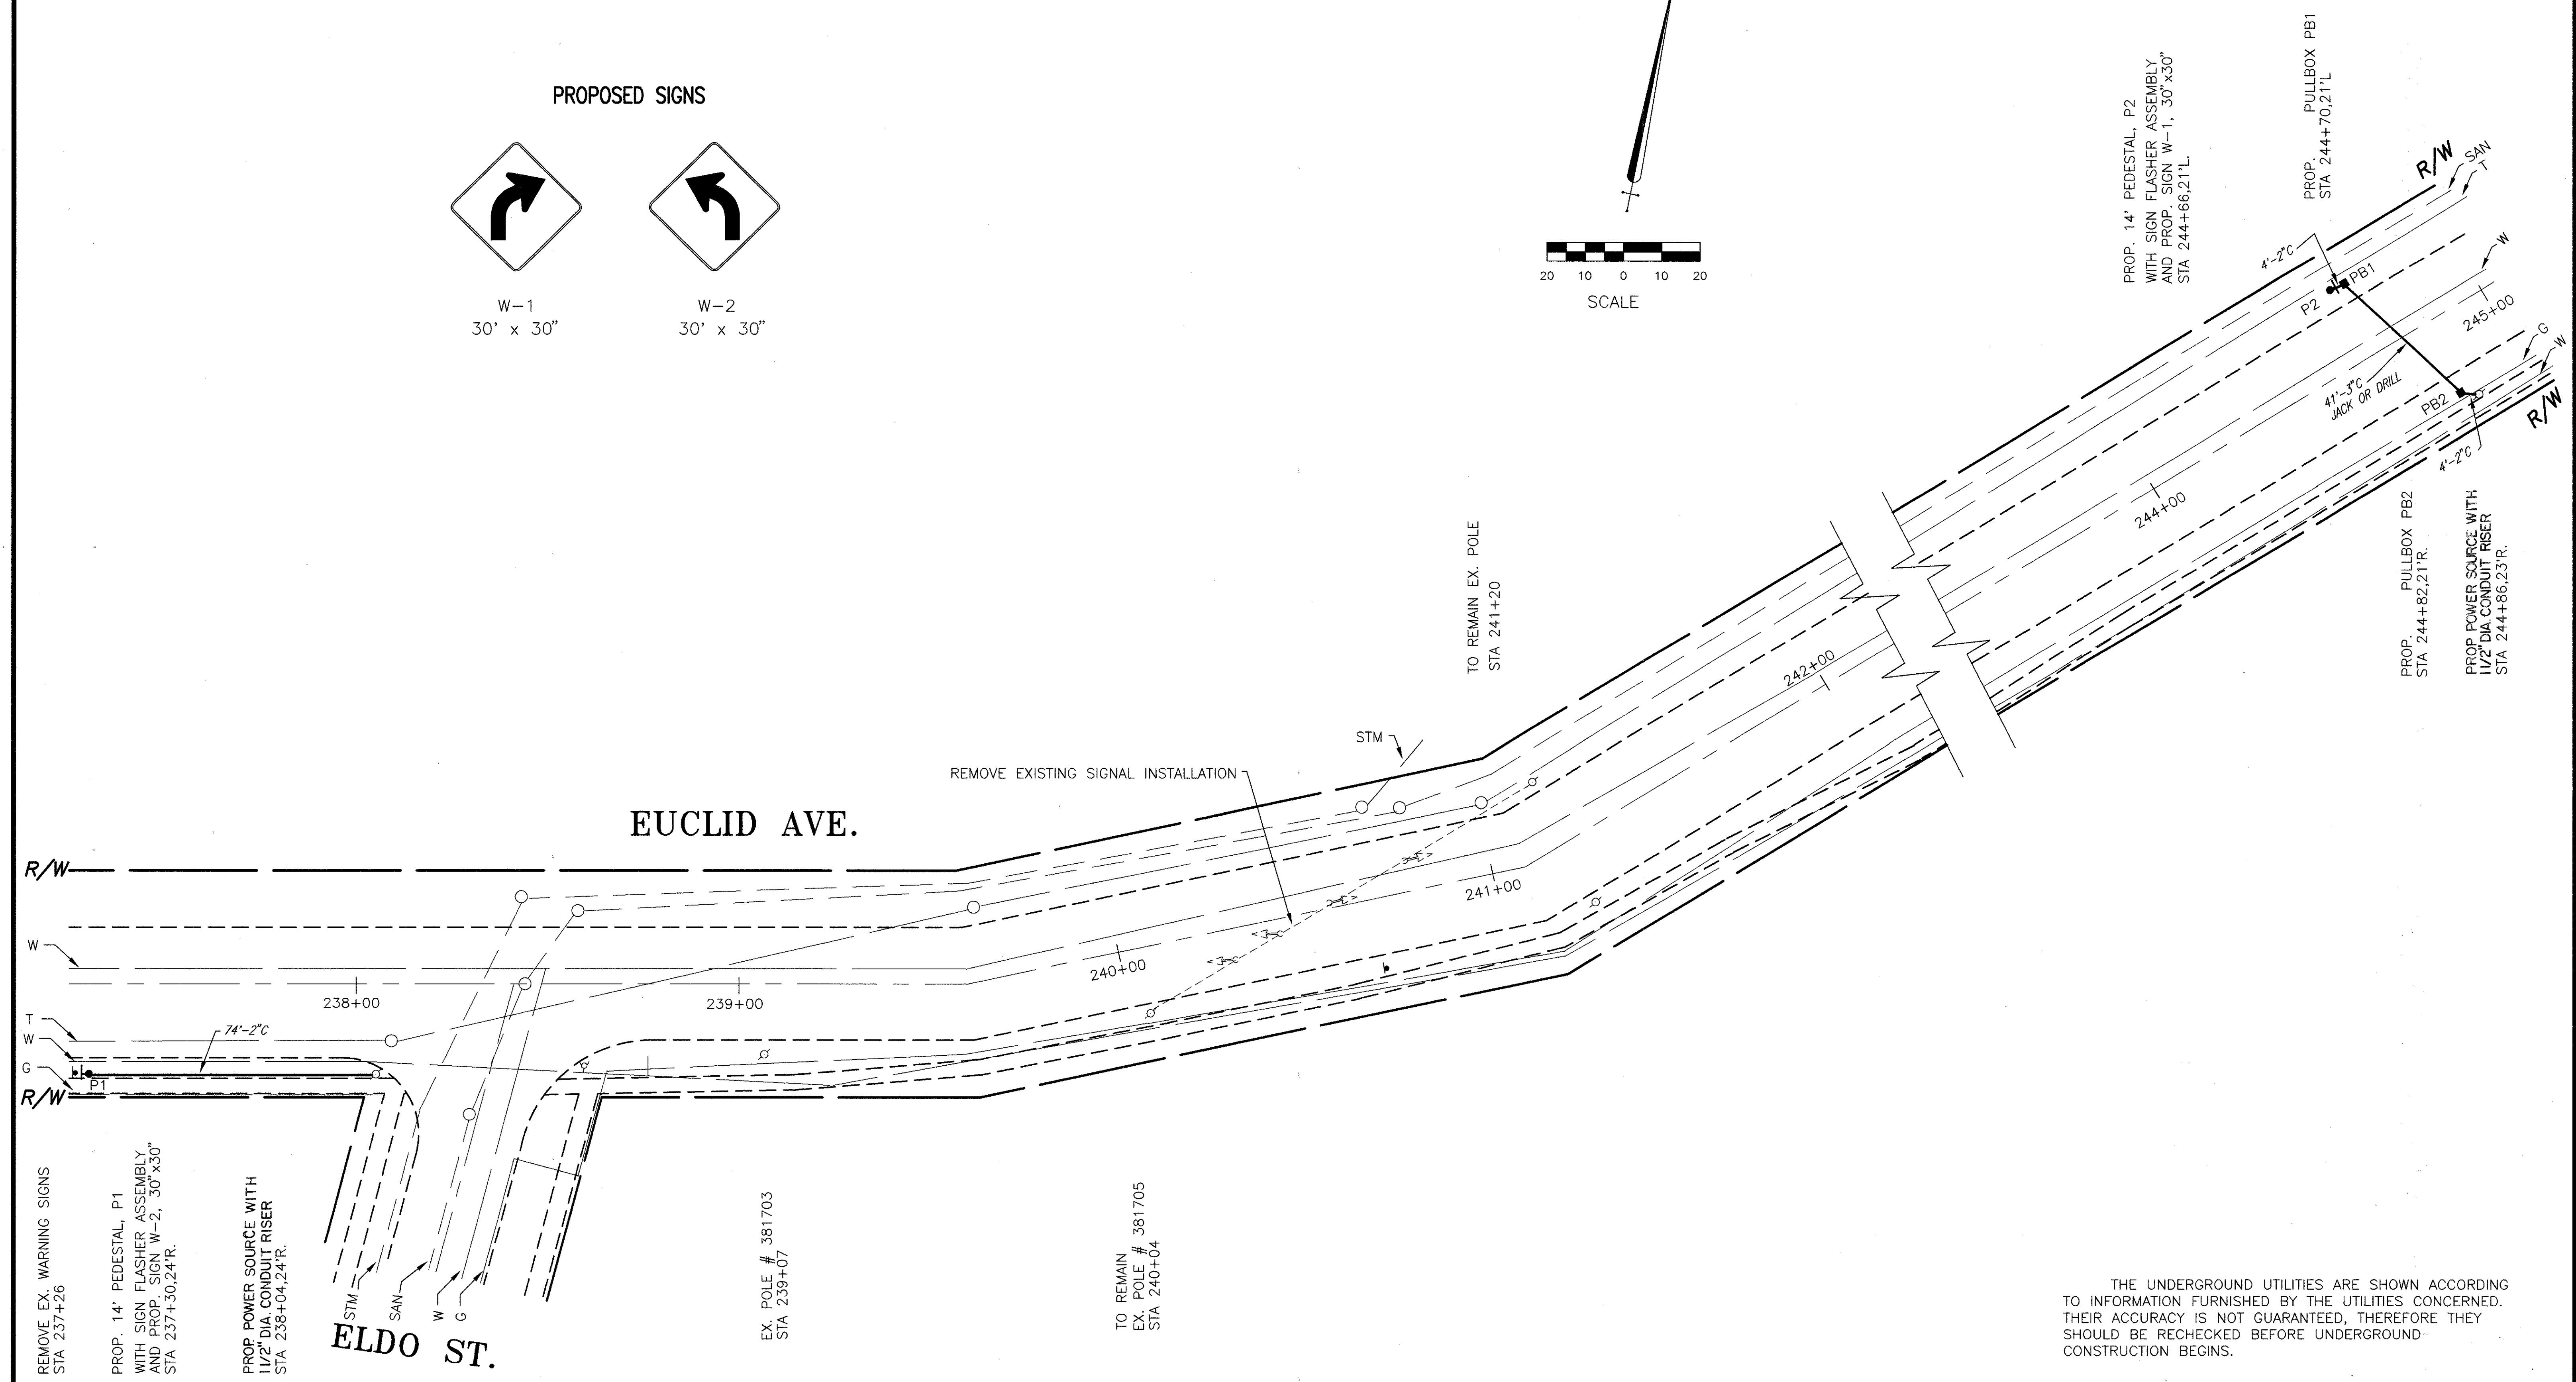 PROPOSED SIGNS
W-1
30' x 30"
W-2
30' x 30"
20 10 0 10 20
SCALE
PROP. 14' PEDESTAL, P2
WITH SIGN FLASHER ASSEMBLY
AND PROP. SIGN W-1, 30"x30"
STA 244+66,21'L.
PROP. PULLBOX PB1
STA 244+70,21'L
R/W
SAN
T
4'-2"C
PB1
P2
W
245+00
G
W
41'-3"C
JACK OR DRILL
PB2
R/W
4'-2"C
244+00
PROP. PULLBOX PB2
STA 244+82,21'R.
PROP. POWER SOURCE WITH
1 1/2" DIA. CONDUIT RISER
STA 244+86,23'R.
TO REMAIN EX. POLE
STA 241+20
242+00
STM
REMOVE EXISTING SIGNAL INSTALLATION
EUCLID AVE.
R/W
241+00
W
240+00
238+00
239+00
T
74'-2"C
W
G
P1
R/W
REMOVE EX. WARNING SIGNS
STA 237+26
PROP. 14' PEDESTAL, P1
WITH SIGN FLASHER ASSEMBLY
AND PROP. SIGN W-2, 30"x30"
STA 237+30,24'R.
PROP. POWER SOURCE WITH
1 1/2" DIA. CONDUIT RISER
STA 238+04,24'R.
STM
SAN
W
G
ELDO ST.
EX. POLE # 381703
STA 239+07
TO REMAIN
EX. POLE # 381705
STA 240+04
THE UNDERGROUND UTILITIES ARE SHOWN ACCORDING
TO INFORMATION FURNISHED BY THE UTILITIES CONCERNED.
THEIR ACCURACY IS NOT GUARANTEED, THEREFORE THEY
SHOULD BE RECHECKED BEFORE UNDERGROUND
CONSTRUCTION BEGINS.